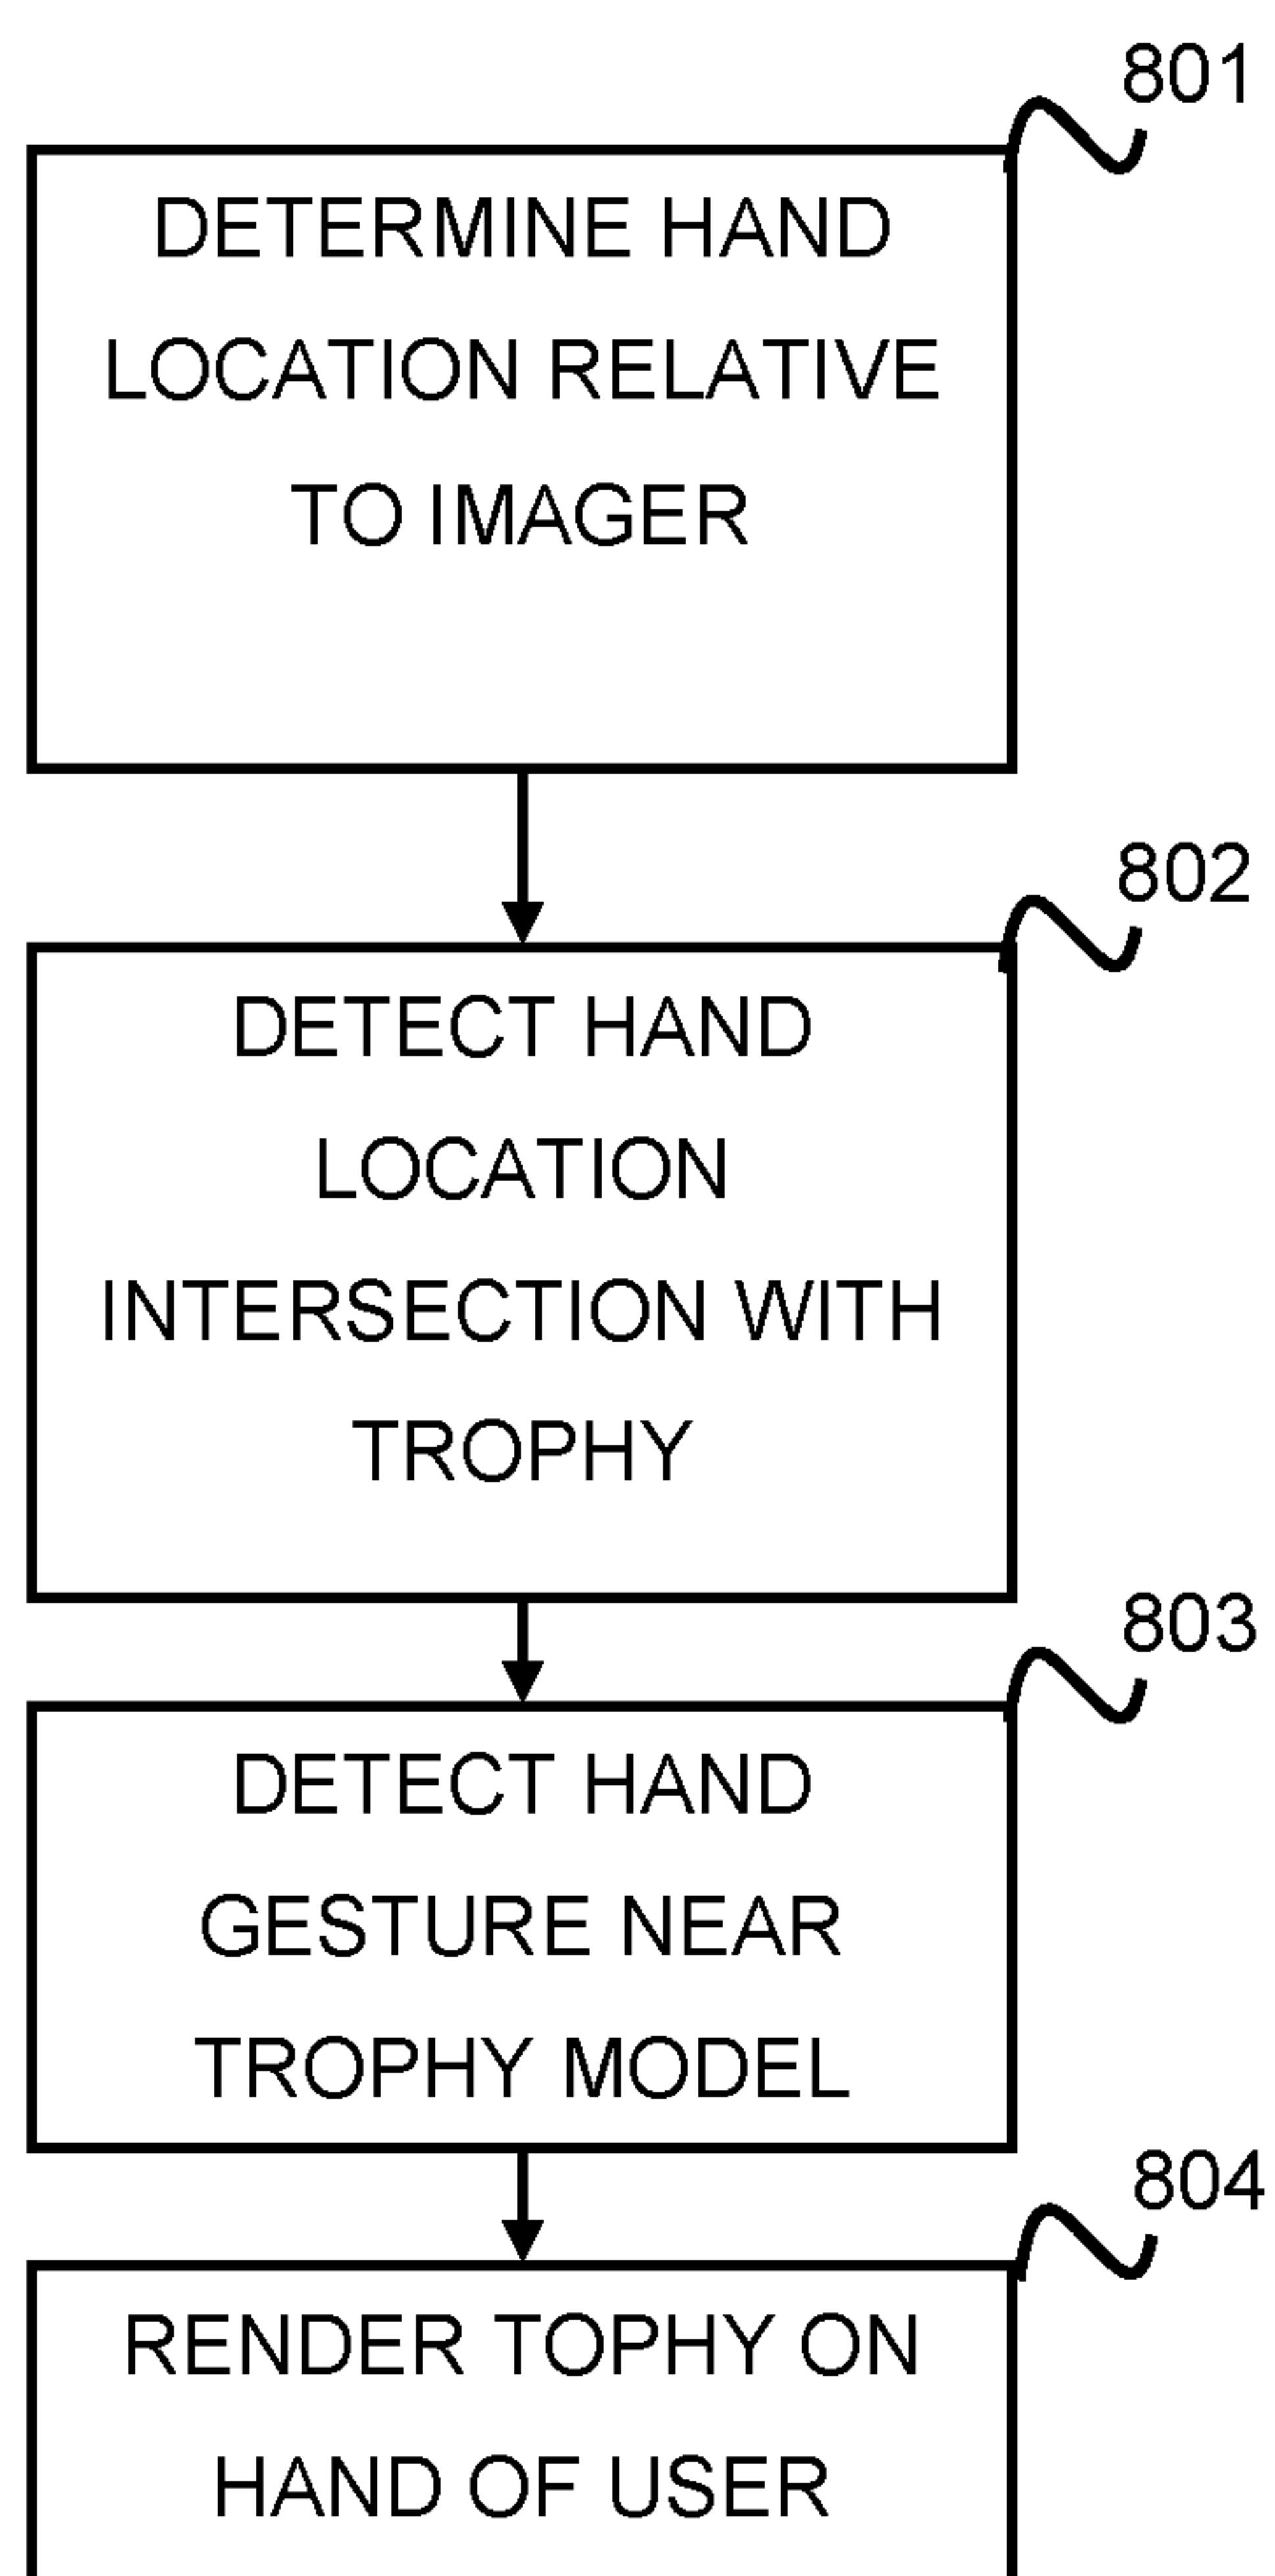 801
DETERMINE HAND
LOCATION RELATIVE
TO IMAGER
802
DETECT HAND
LOCATION
INTERSECTION WITH
TROPHY
803
DETECT HAND
GESTURE NEAR
TROPHY MODEL
804
RENDER TOPHY ON
HAND OF USER